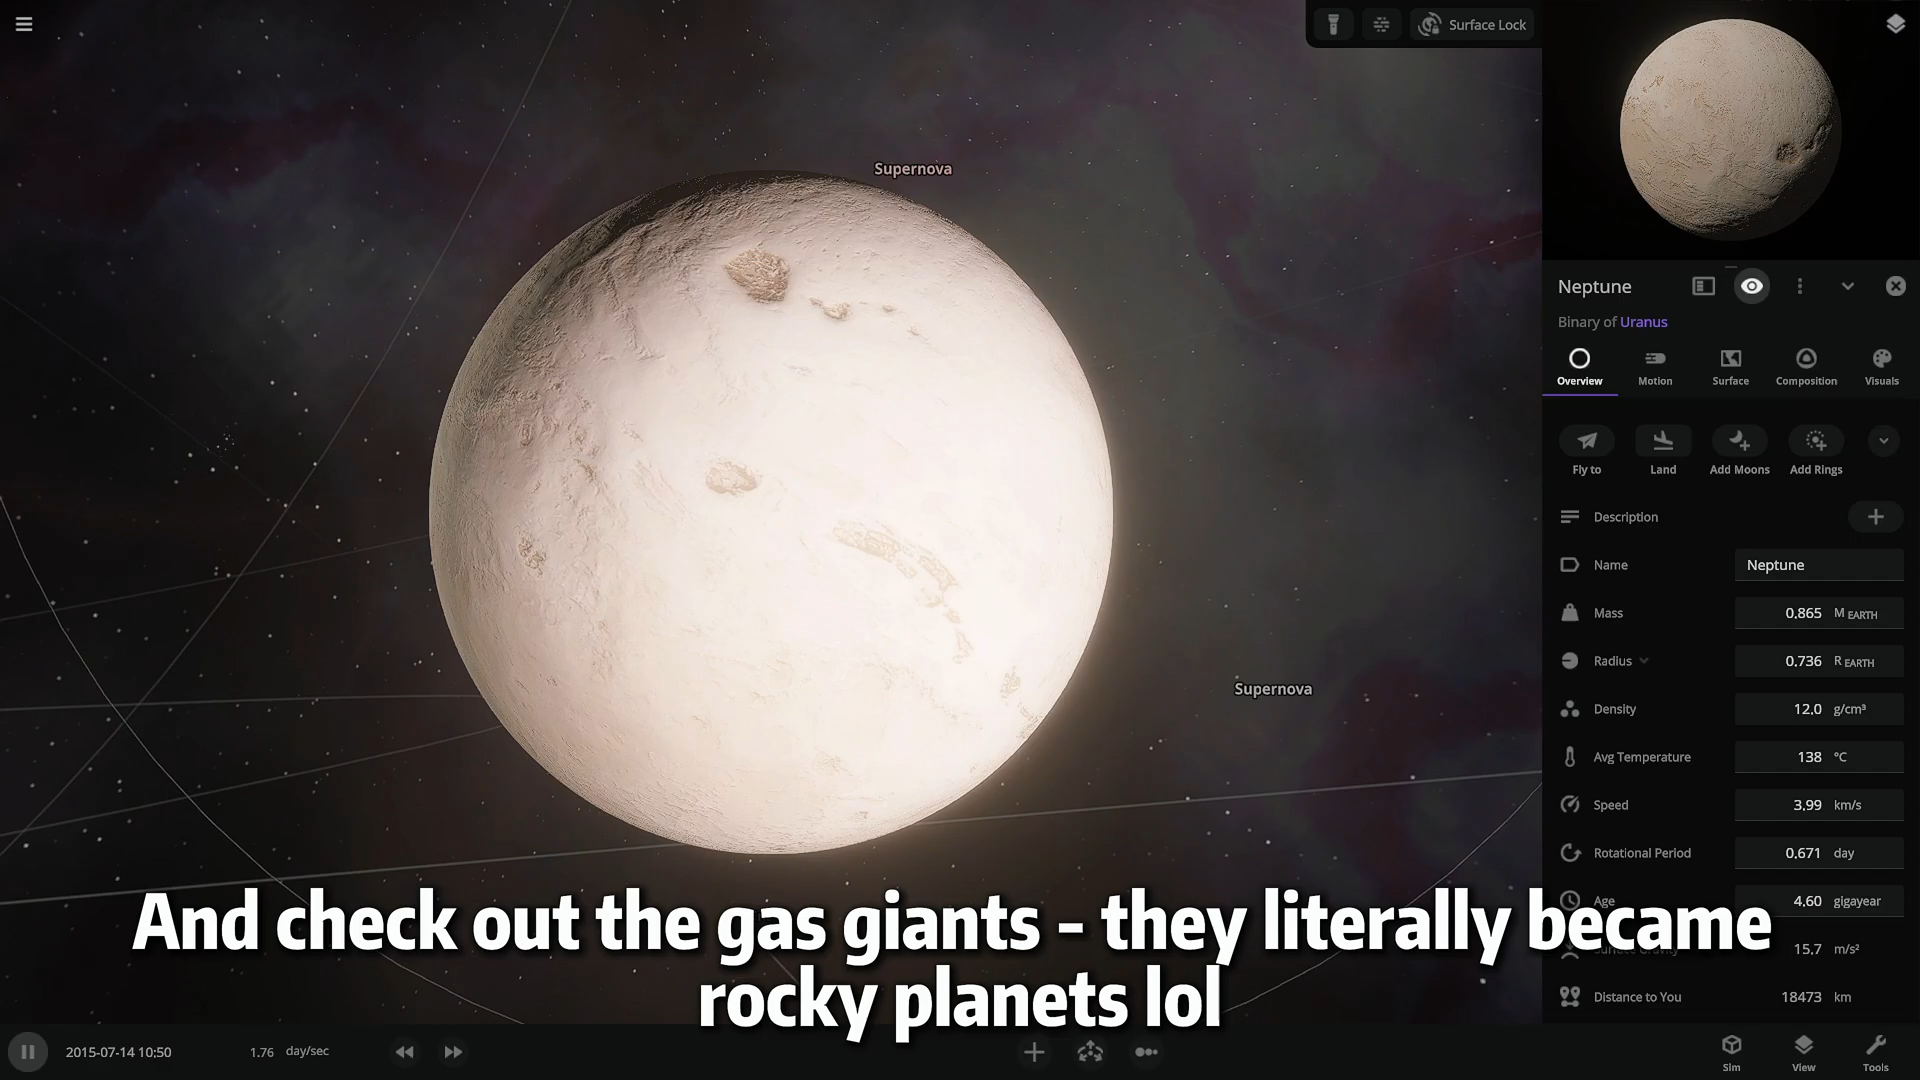 Surface Lock
Supernova
Supernova
Neptune
Binary of Uranus
Overview Motion Surface Composition Visuals
Fly to Land Add Moons Add Rings
Description
Name Neptune
Mass 0.865 M EARTH
Radius 0.736 R EARTH
Density 12.0 g/cm³
Avg Temperature 138 °C
Speed 3.99 km/s
Rotational Period 0.671 day
Age 4.60 gigayear
Surface Gravity 15.7 m/s²
Distance to You 18473 km
And check out the gas giants - they literally became
rocky planets lol
2015-07-14 10:50 1.76 day/sec
Sim View Tools